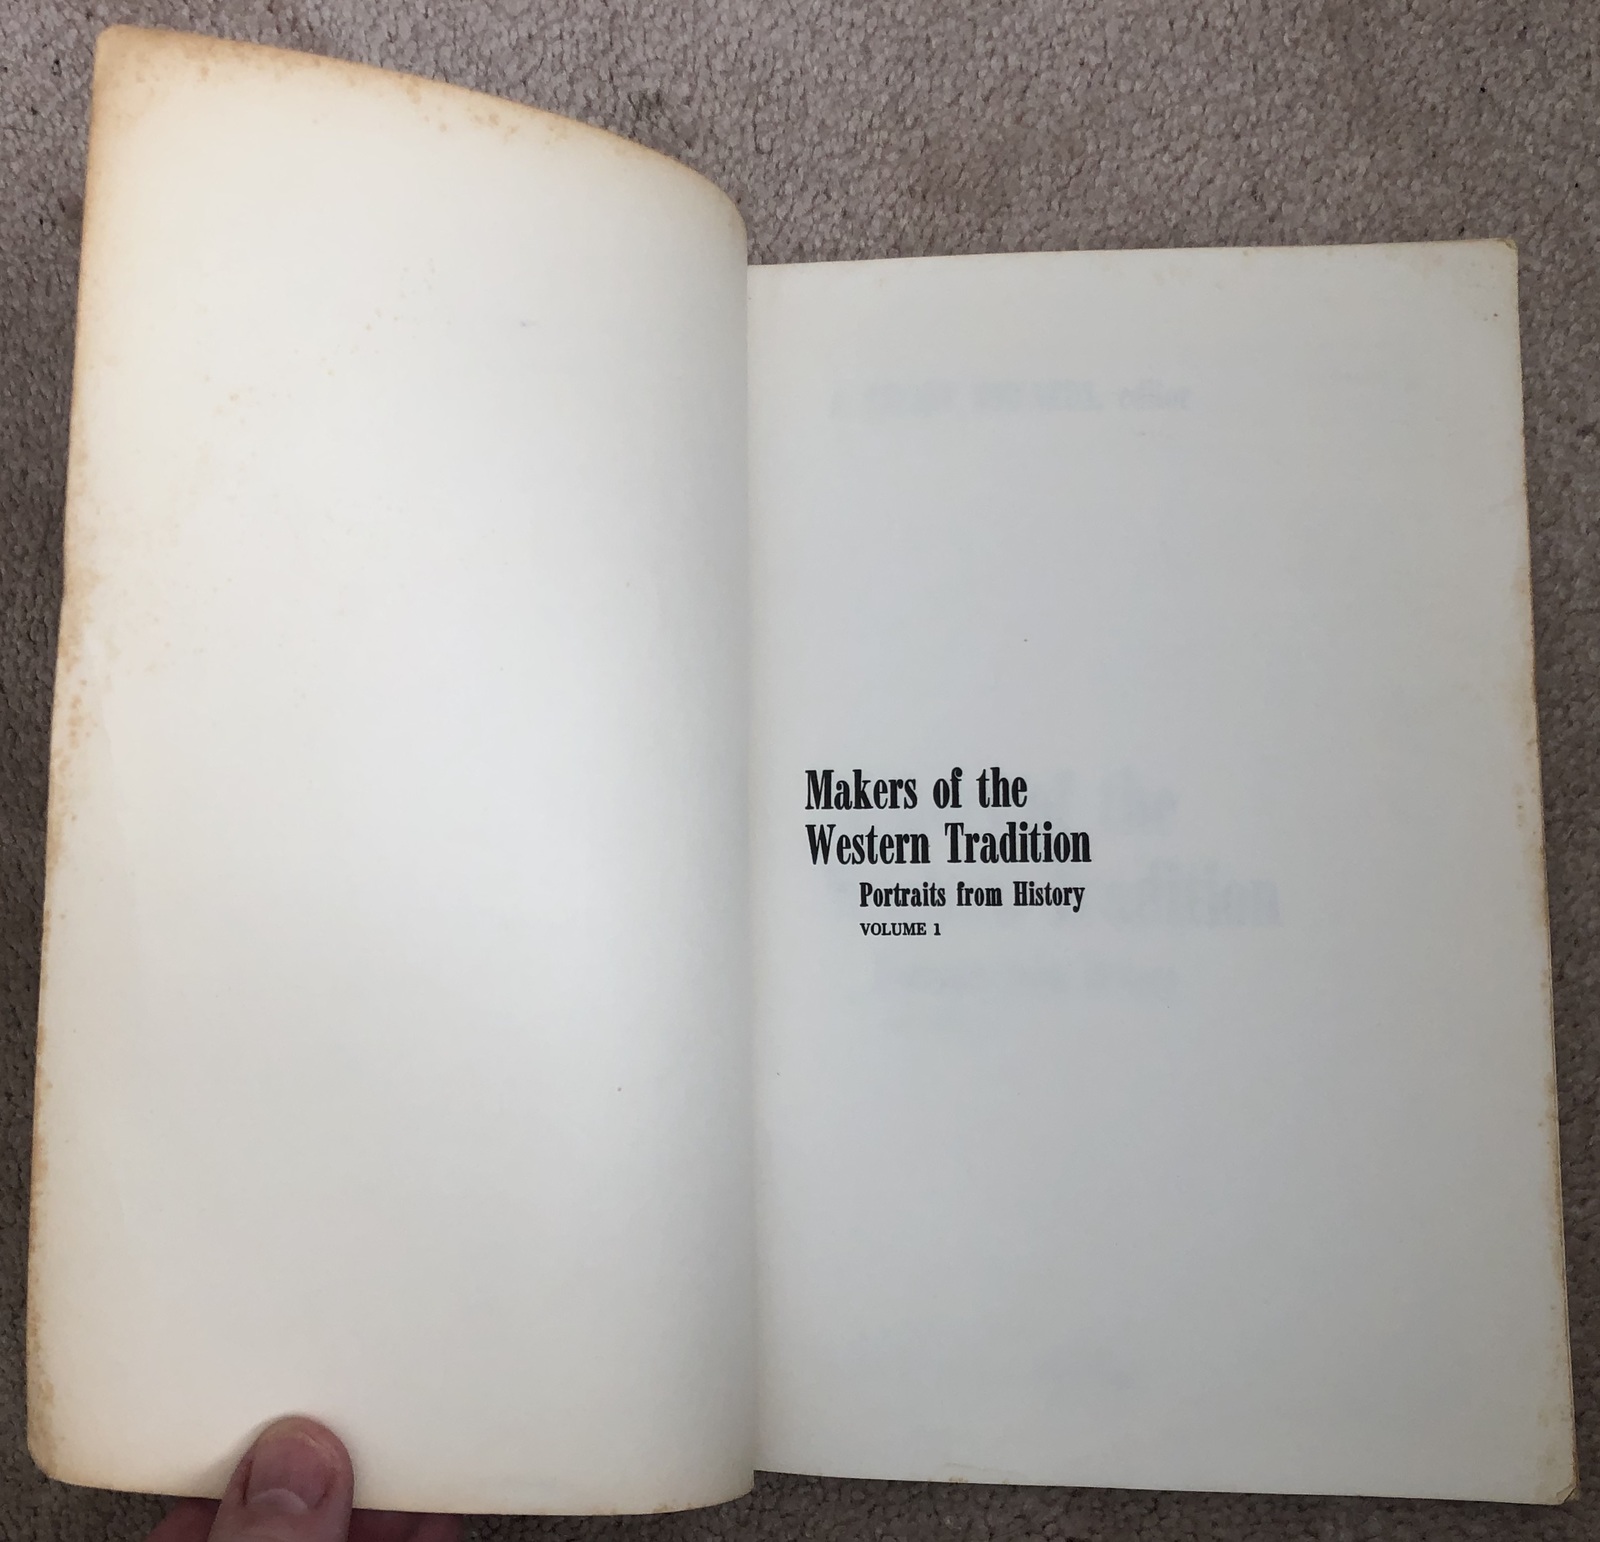 Makers of the
Western Tradition
Portraits from History
VOLUME 1